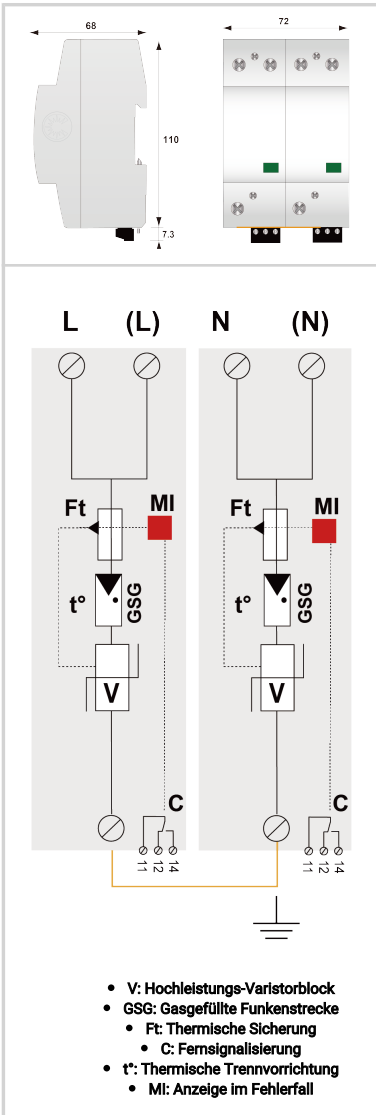 68
72
110
7.3
L (L) N (N)
Ft MI Ft MI
t° GSG t° GSG
V V
C C
11 12 14 11 12 14
• V: Hochleistungs-Varistorblock
• GSG: Gasgefüllte Funkenstrecke
• Ft: Thermische Sicherung
• C: Fernsignalisierung
• t°: Thermische Trennvorrichtung
• MI: Anzeige im Fehlerfall